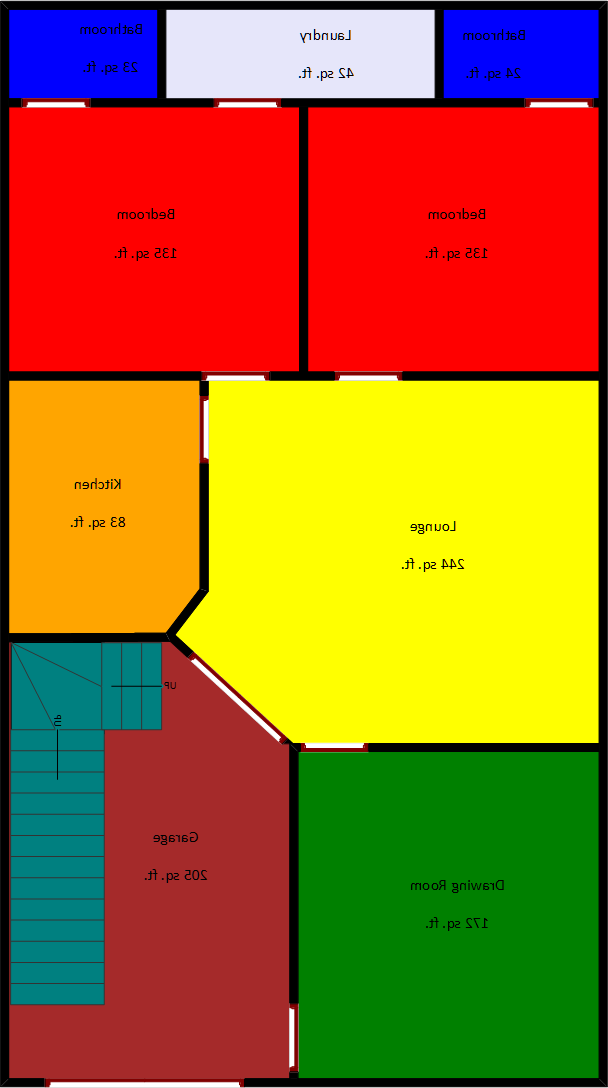 Bathroom
23 sq. ft.
Laundry
42 sq. ft.
Bathroom
24 sq. ft.
Bedroom
135 sq. ft.
Bedroom
135 sq. ft.
Kitchen
83 sq. ft.
Lounge
244 sq. ft.
UP
UP
Garage
205 sq. ft.
Drawing Room
172 sq. ft.